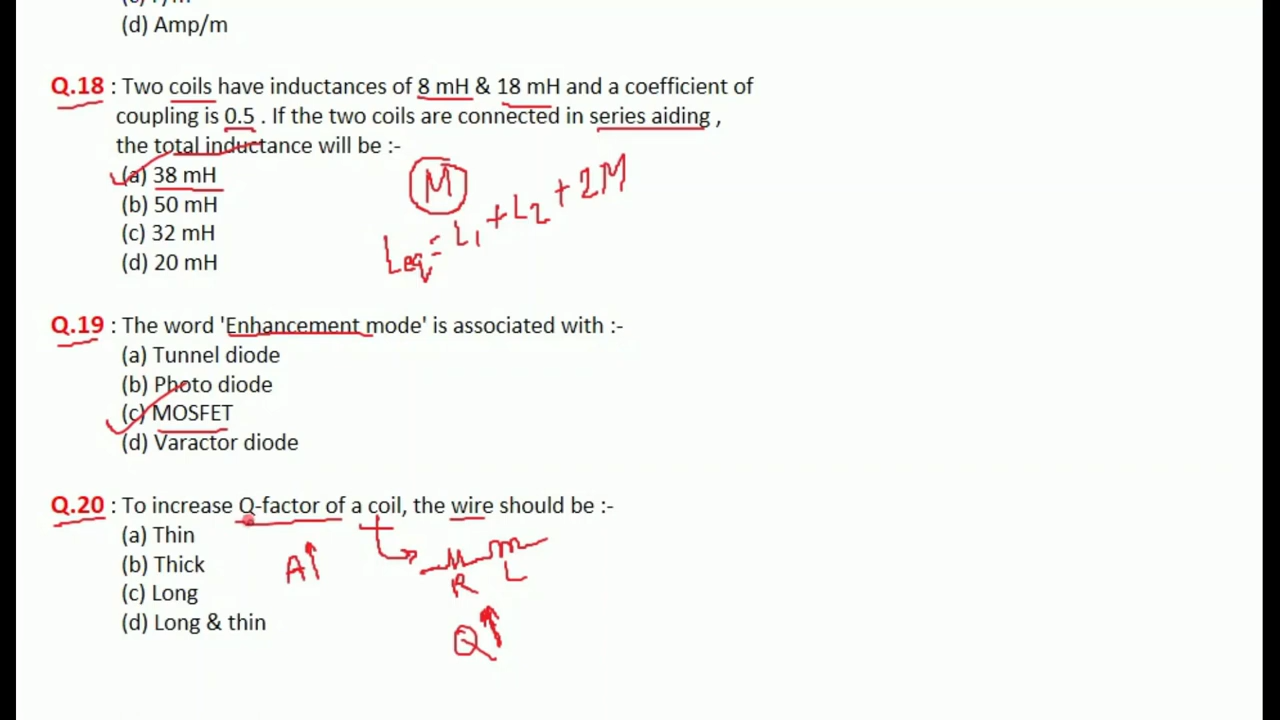 (d) Amp/m
Q.18 : Two coils have inductances of 8 mH & 18 mH and a coefficient of
coupling is 0.5 . If the two coils are connected in series aiding ,
the total inductance will be :-
(a) 38 mH
(b) 50 mH
(c) 32 mH
(d) 20 mH
M
Leq = L1 + L2 + 2M
Q.19 : The word 'Enhancement mode' is associated with :-
(a) Tunnel diode
(b) Photo diode
(c) MOSFET
(d) Varactor diode
Q.20 : To increase Q-factor of a coil, the wire should be :-
(a) Thin
(b) Thick
(c) Long
(d) Long & thin
A↑
R L
Q↑